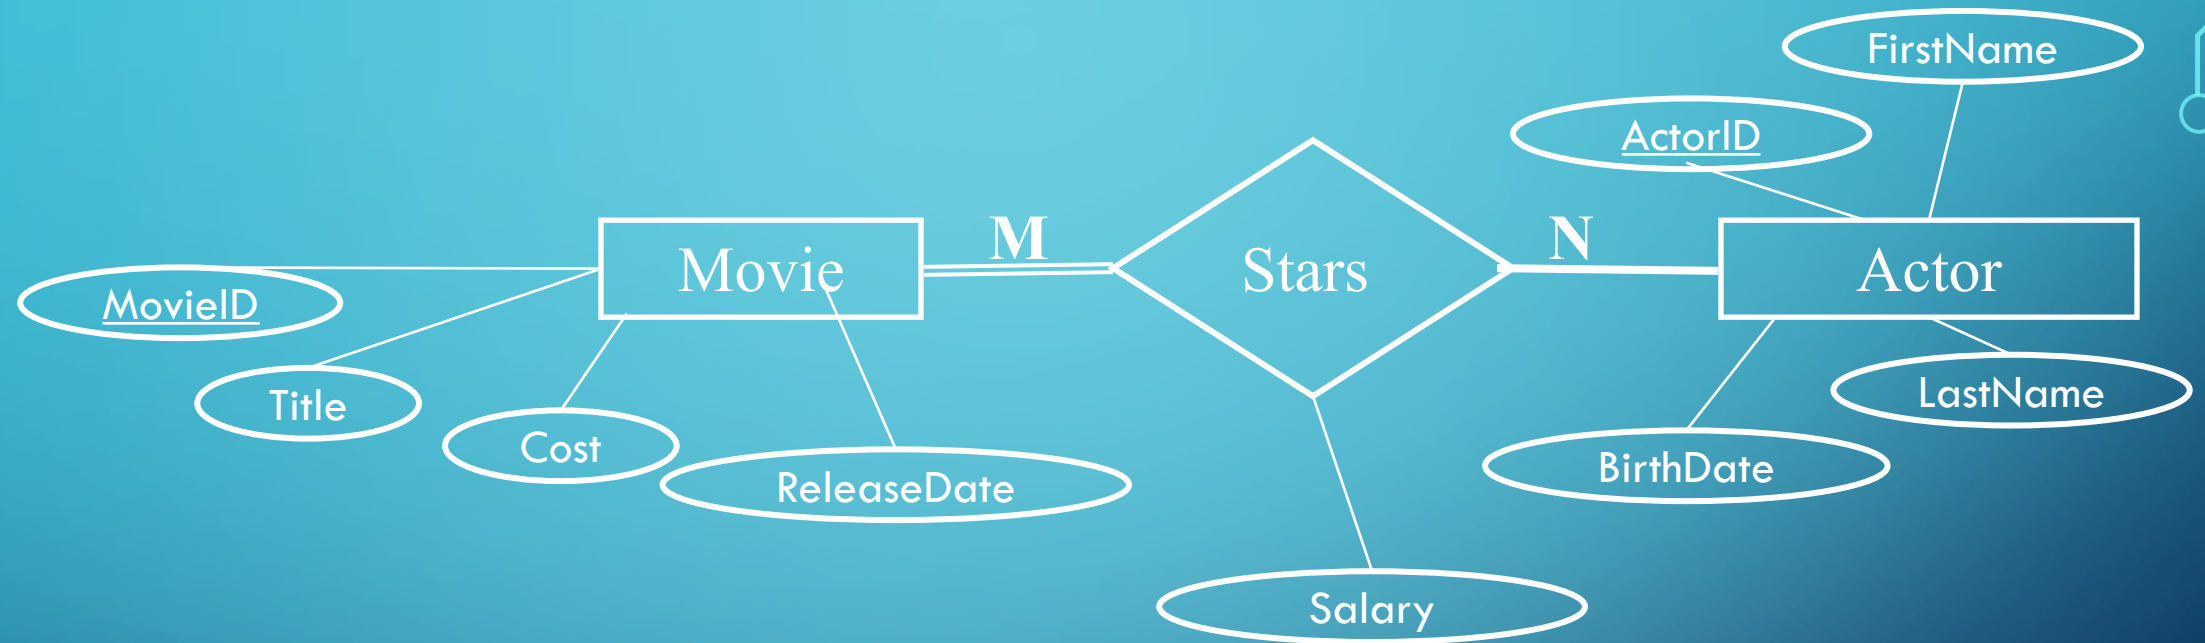 FirstName
ActorID
M
N
Movie
Stars
Actor
MovieID
Title
LastName
Cost
BirthDate
ReleaseDate
Salary